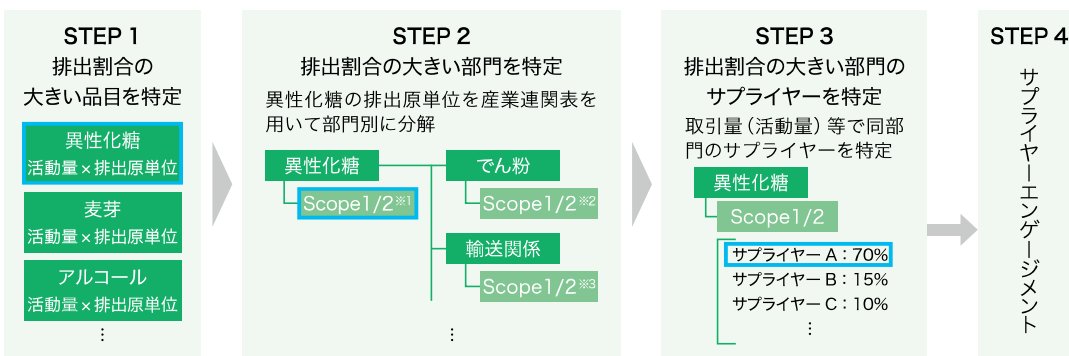 STEP 1
排出割合の
大きい品目を特定
異性化糖
活動量×排出原単位
麦芽
活動量×排出原単位
アルコール
活動量×排出原単位
⋮
STEP 2
排出割合の大きい部門を特定
異性化糖の排出原単位を産業連関表を
用いて部門別に分解
異性化糖
Scope1/2※1
でん粉
Scope1/2※2
輸送関係
Scope1/2※3
⋮
STEP 3
排出割合の大きい部門の
サプライヤーを特定
取引量（活動量）等で同部
門のサプライヤーを特定
異性化糖
Scope1/2
サプライヤー A：70%
サプライヤー B：15%
サプライヤー C：10%
⋮
STEP 4
サプライヤーエンゲージメント